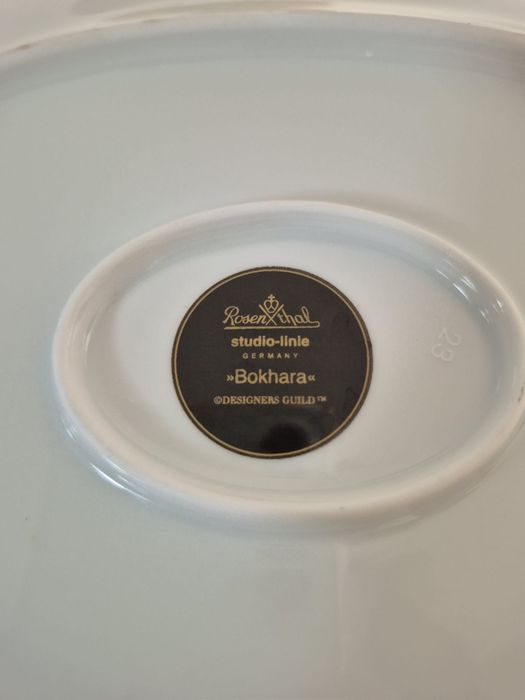 Rosenthal
studio-linie
GERMANY
»Bokhara«
©DESIGNERS GUILD™
23